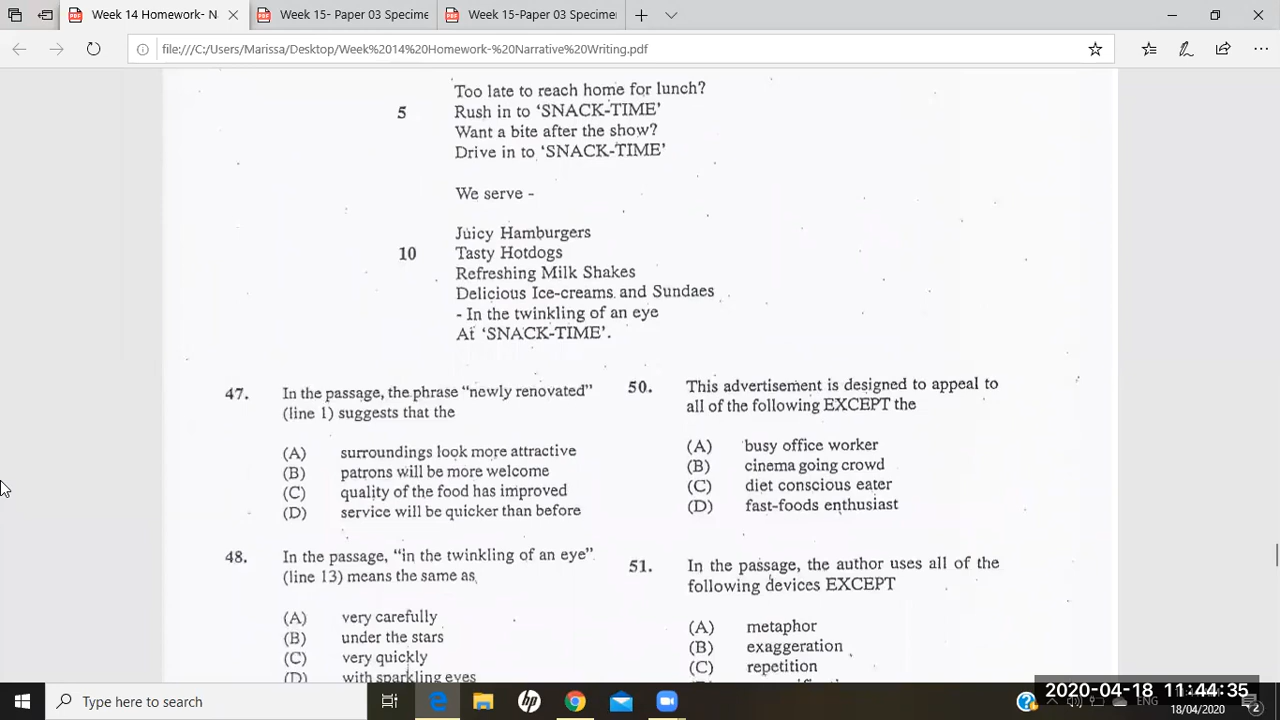 Week 14 Homework- N
Week 15- Paper 03 Specime
Week 15-Paper 03 Specime
file:///C:/Users/Marissa/Desktop/Week%2014%20Homework-%20Narrative%20Writing.pdf
Too late to reach home for lunch?
5 Rush in to ‘SNACK-TIME’
Want a bite after the show?
Drive in to ‘SNACK-TIME’
We serve -
Juicy Hamburgers
10 Tasty Hotdogs
Refreshing Milk Shakes
Delicious Ice-creams and Sundaes
- In the twinkling of an eye
At ‘SNACK-TIME’.
47. In the passage, the phrase “newly renovated”
(line 1) suggests that the
(A) surroundings look more attractive
(B) patrons will be more welcome
(C) quality of the food has improved
(D) service will be quicker than before
48. In the passage, “in the twinkling of an eye”
(line 13) means the same as
(A) very carefully
(B) under the stars
(C) very quickly
(D) with sparkling eyes
50. This advertisement is designed to appeal to
all of the following EXCEPT the
(A) busy office worker
(B) cinema going crowd
(C) diet conscious eater
(D) fast-foods enthusiast
51. In the passage, the author uses all of the
following devices EXCEPT
(A) metaphor
(B) exaggeration
(C) repetition
Type here to search
ENG
2020-04-18 11:44:35
18/04/2020